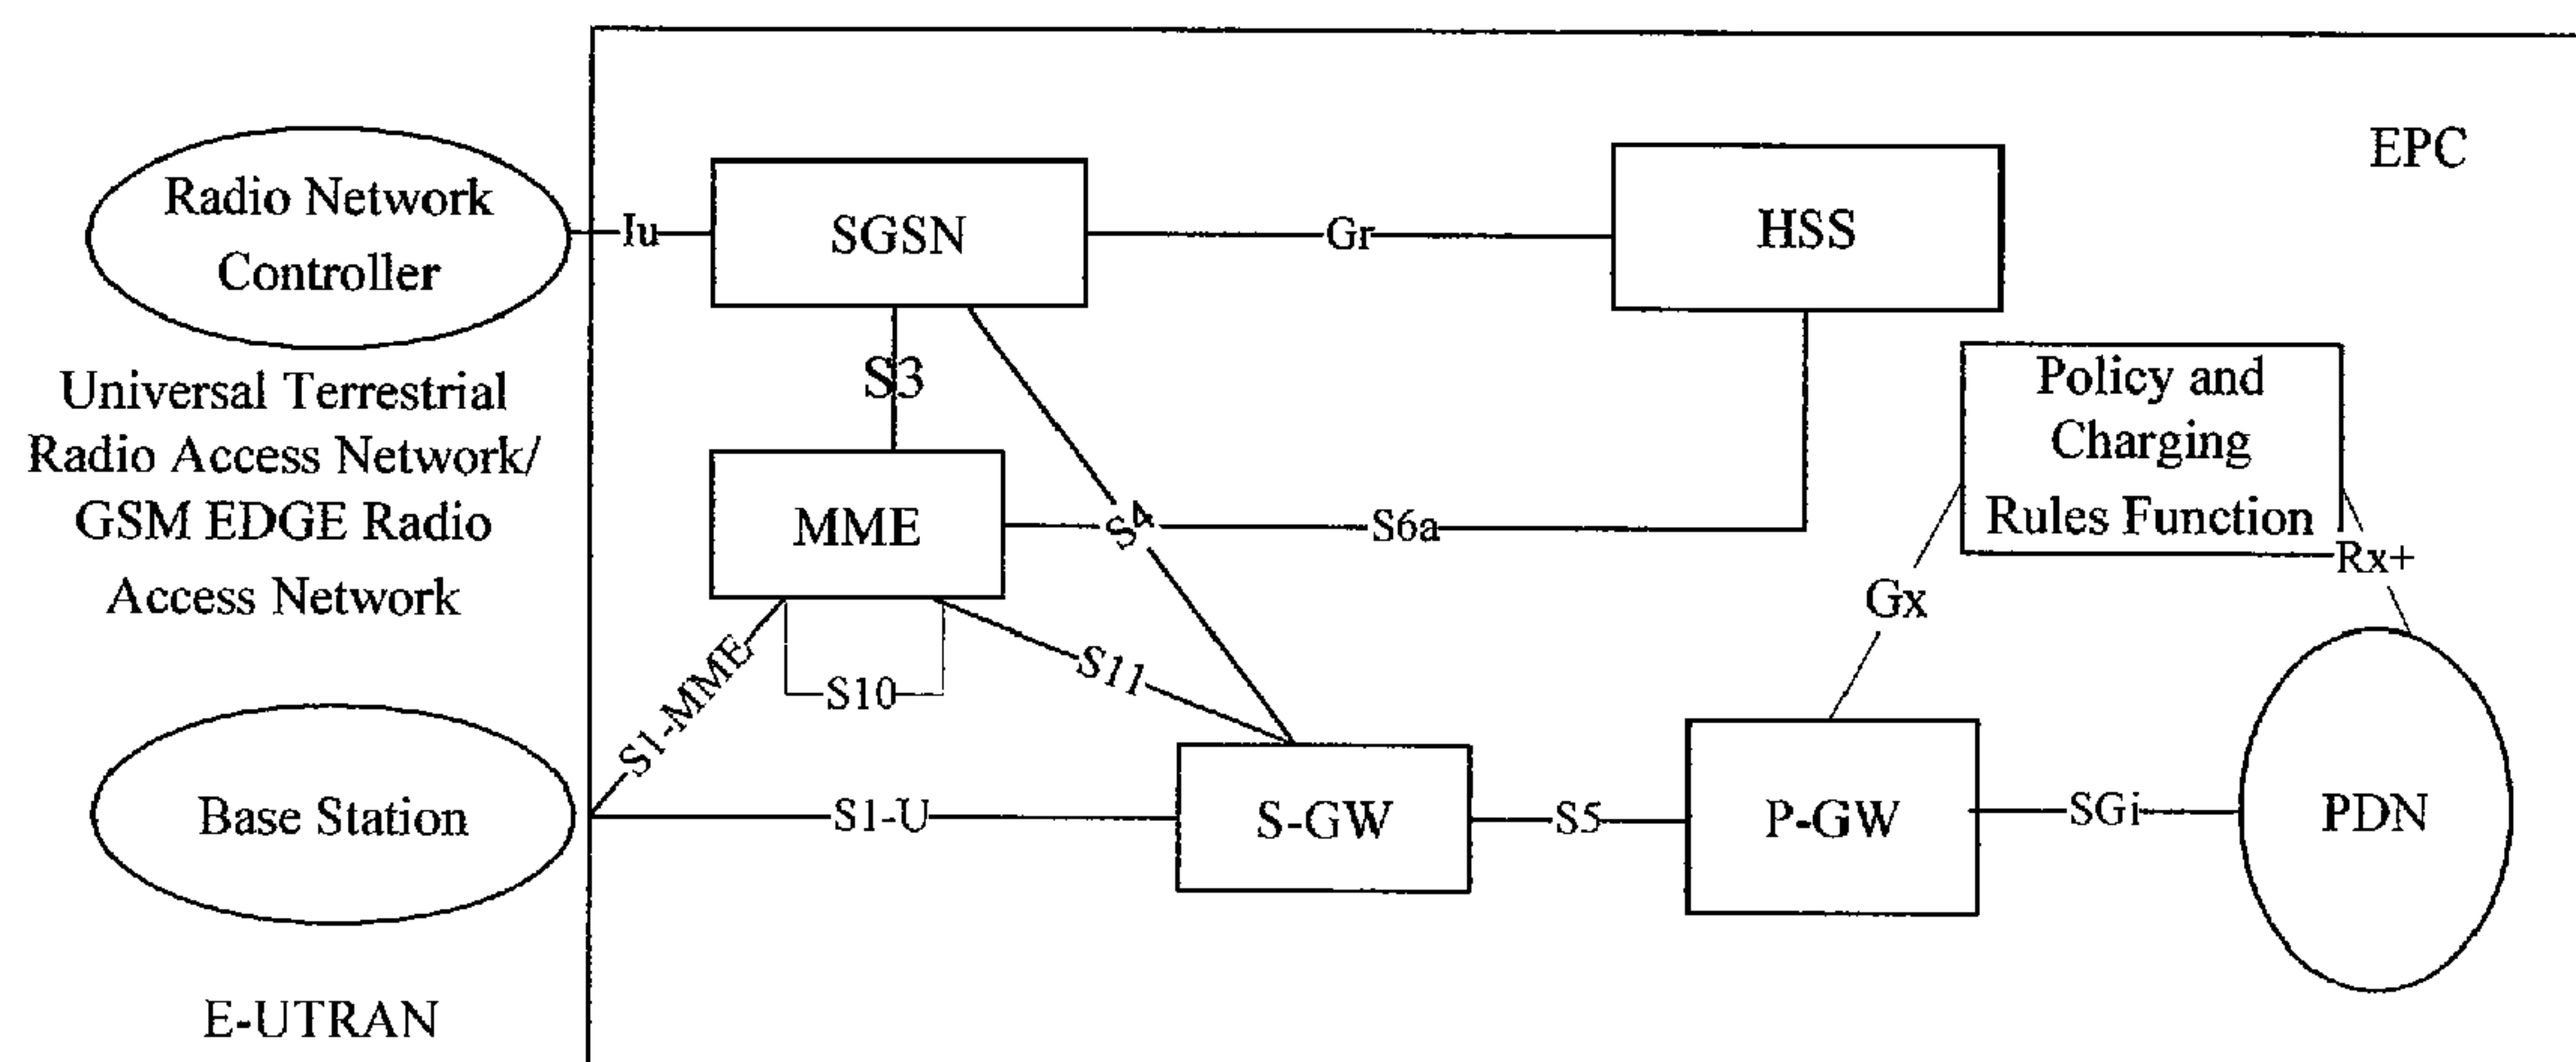 EPC
Radio Network
Controller
Iu
SGSN
Gr
HSS
Universal Terrestrial
Radio Access Network/
GSM EDGE Radio
Access Network
S3
Policy and
Charging
Rules Function
MME
S4
S6a
Rx+
Gx
S1-MME
S10
S11
Base Station
S1-U
S-GW
S5
P-GW
SGi
PDN
E-UTRAN